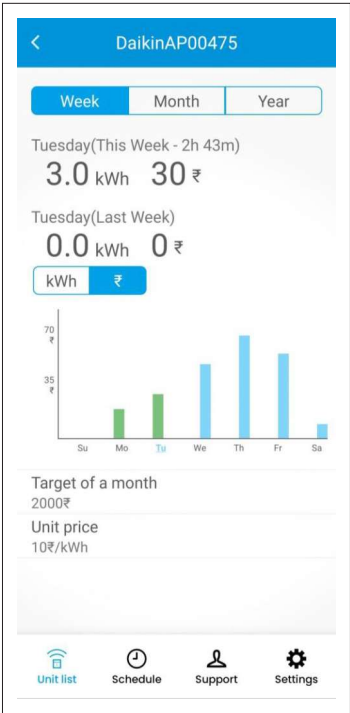 DaikinAP00475
Week Month Year
Tuesday(This Week - 2h 43m)
3.0 kWh 30 ₹
Tuesday(Last Week)
0.0 kWh 0 ₹
kWh ₹
70
₹
35
₹
Su Mo Tu We Th Fr Sa
Target of a month
2000₹
Unit price
10₹/kWh
Unit list Schedule Support Settings